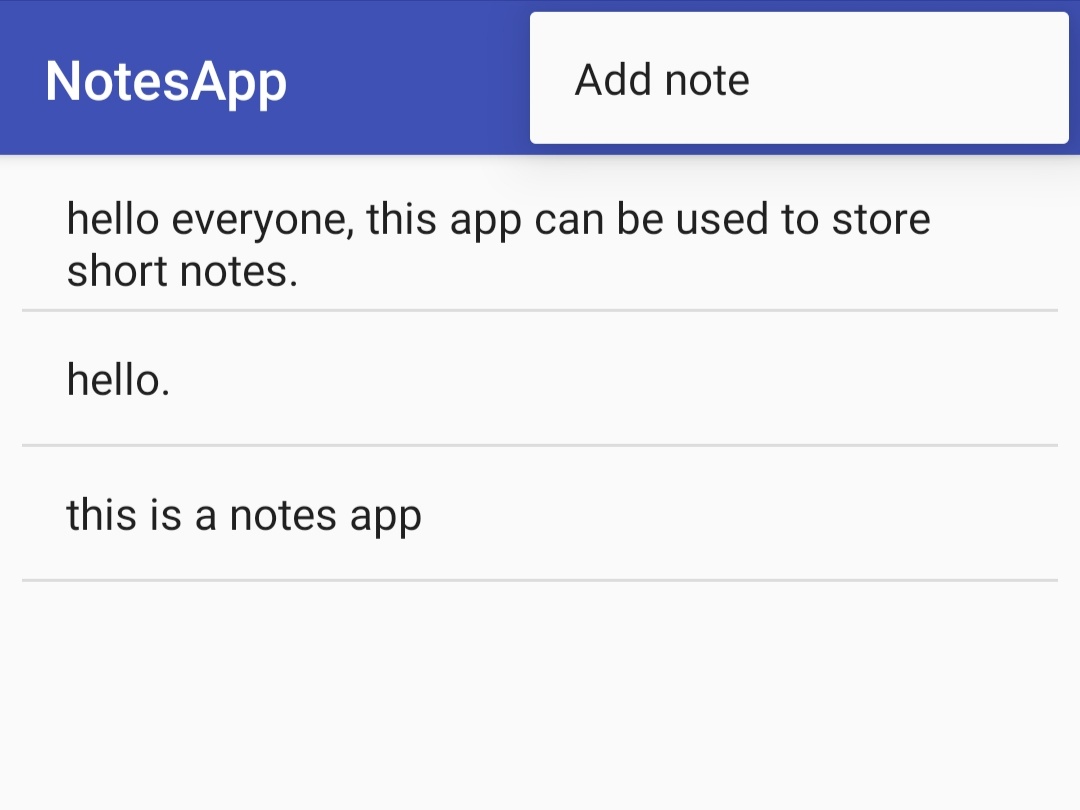 NotesApp
Add note
hello everyone, this app can be used to store
short notes.
hello.
this is a notes app